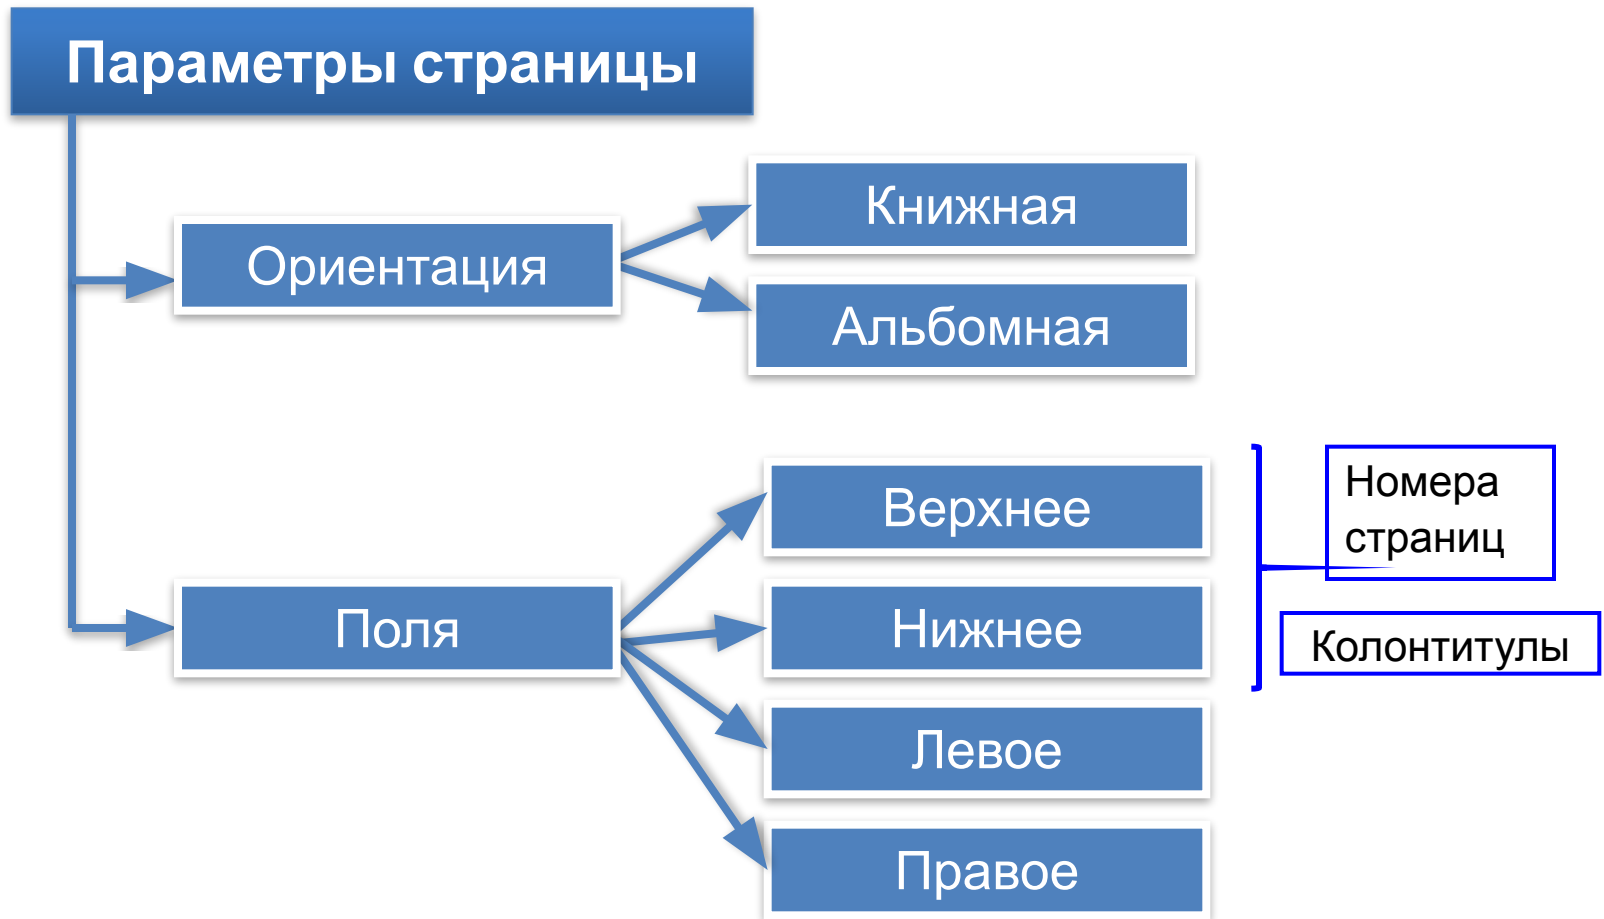 Параметры страницы
Ориентация
Книжная
Альбомная
Поля
Верхнее
Нижнее
Левое
Правое
Номера
страниц
Колонтитулы